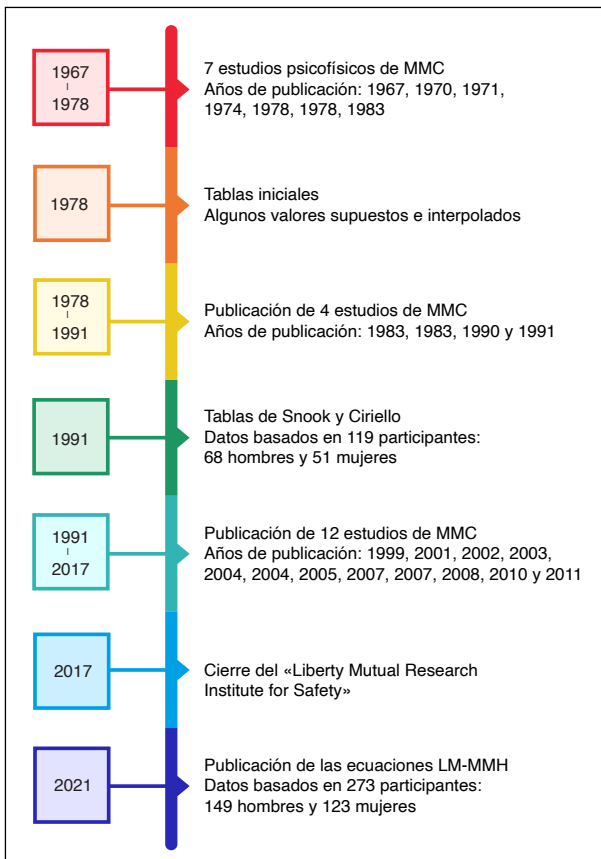 1967
–
1978
7 estudios psicofísicos de MMC
Años de publicación: 1967, 1970, 1971,
1974, 1978, 1978, 1983
1978
Tablas iniciales
Algunos valores supuestos e interpolados
1978
–
1991
Publicación de 4 estudios de MMC
Años de publicación: 1983, 1983, 1990 y 1991
1991
Tablas de Snook y Ciriello
Datos basados en 119 participantes:
68 hombres y 51 mujeres
1991
–
2017
Publicación de 12 estudios de MMC
Años de publicación: 1999, 2001, 2002, 2003,
2004, 2004, 2005, 2007, 2007, 2008, 2010 y 2011
2017
Cierre del «Liberty Mutual Research
Institute for Safety»
2021
Publicación de las ecuaciones LM-MMH
Datos basados en 273 participantes:
149 hombres y 123 mujeres